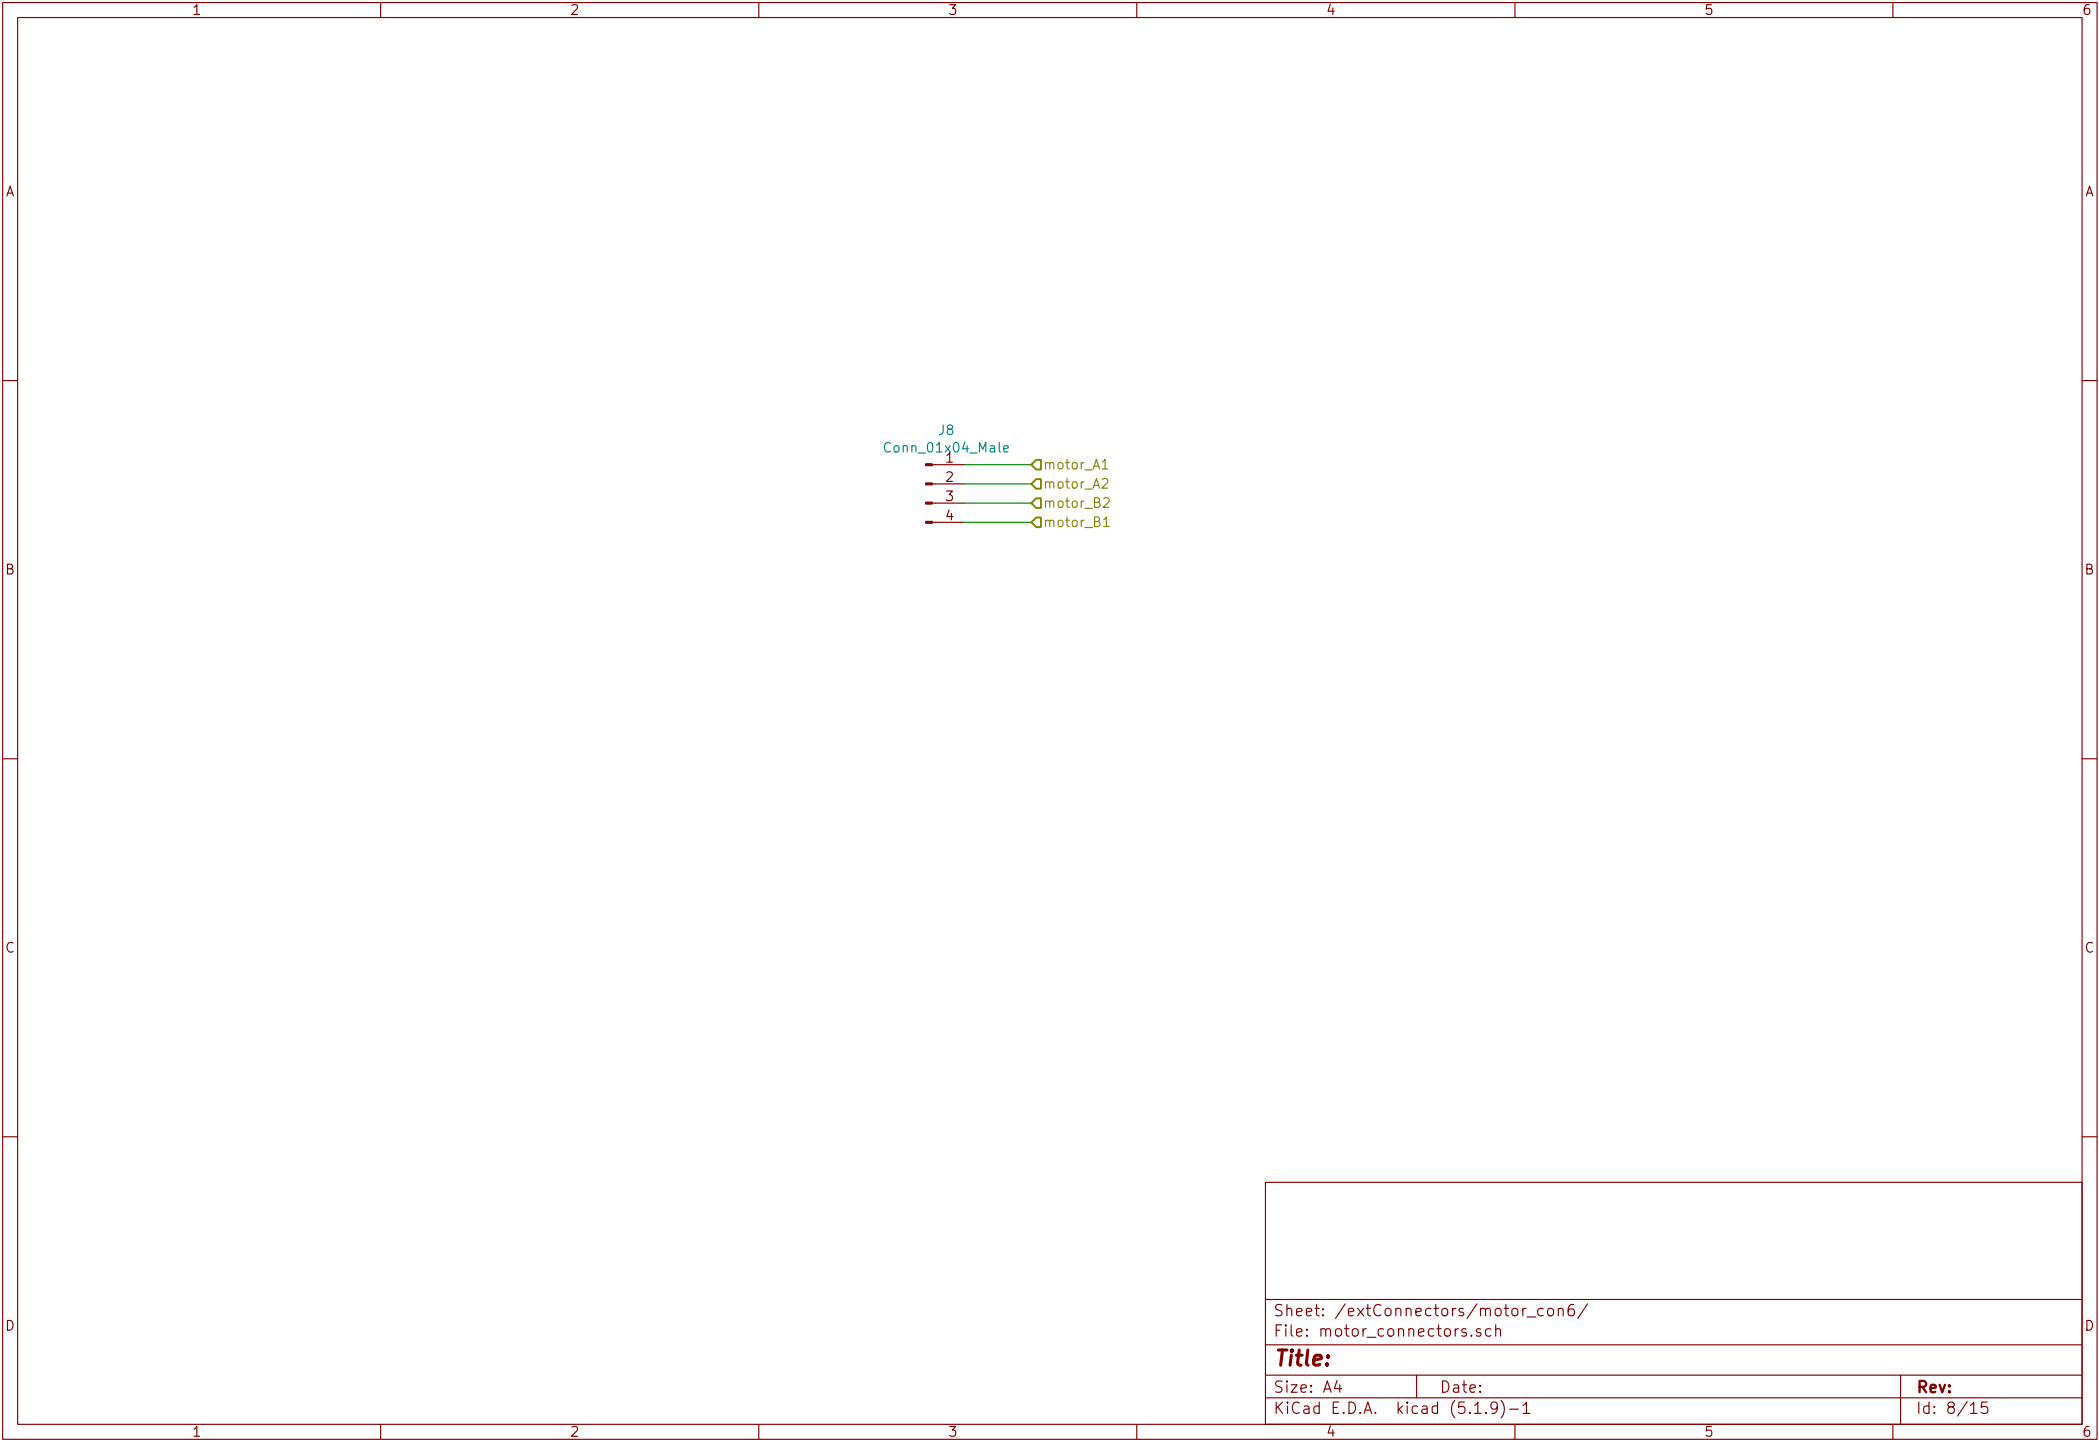 1 2 3 4 5 6
A A
J8
Conn_01x04_Male
1 motor_A1
2 motor_A2
3 motor_B2
4 motor_B1
B B
C C
Sheet: /extConnectors/motor_con6/
D D
File: motor_connectors.sch
Title:
Size: A4 Date: Rev:
KiCad E.D.A. kicad (5.1.9)-1 Id: 8/15
1 2 3 4 5 6